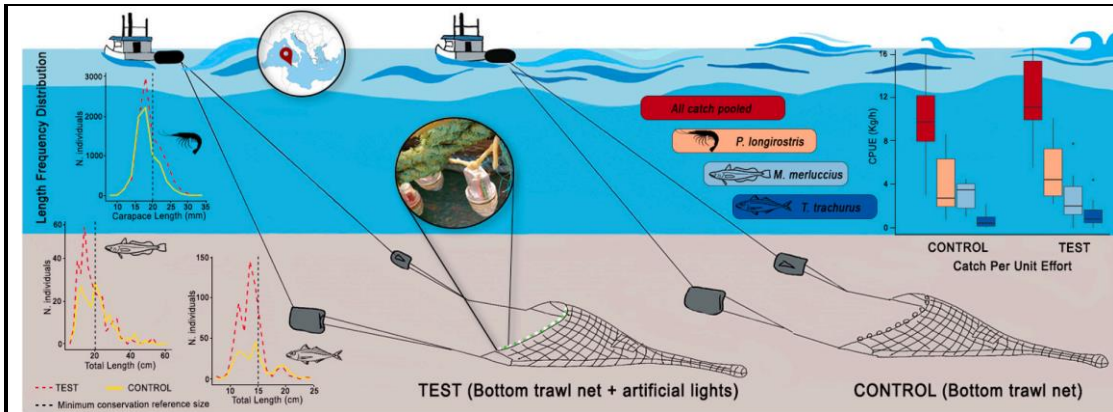 Length Frequency Distribution
N. individuals
3000
2000
1000
0
10 15 20 25 30 35
Carapace Length (mm)
N. individuals
60
40
20
0
0 20 40 60
Total Length (cm)
N. individuals
150
100
50
0
10 15 20 25
Total Length (cm)
TEST CONTROL
Minimum conservation reference size
All catch pooled
P. longirostris
M. merluccius
T. trachurus
CPUE (Kg/h)
16
12
8
4
0
CONTROL TEST
Catch Per Unit Effort
TEST (Bottom trawl net + artificial lights)
CONTROL (Bottom trawl net)